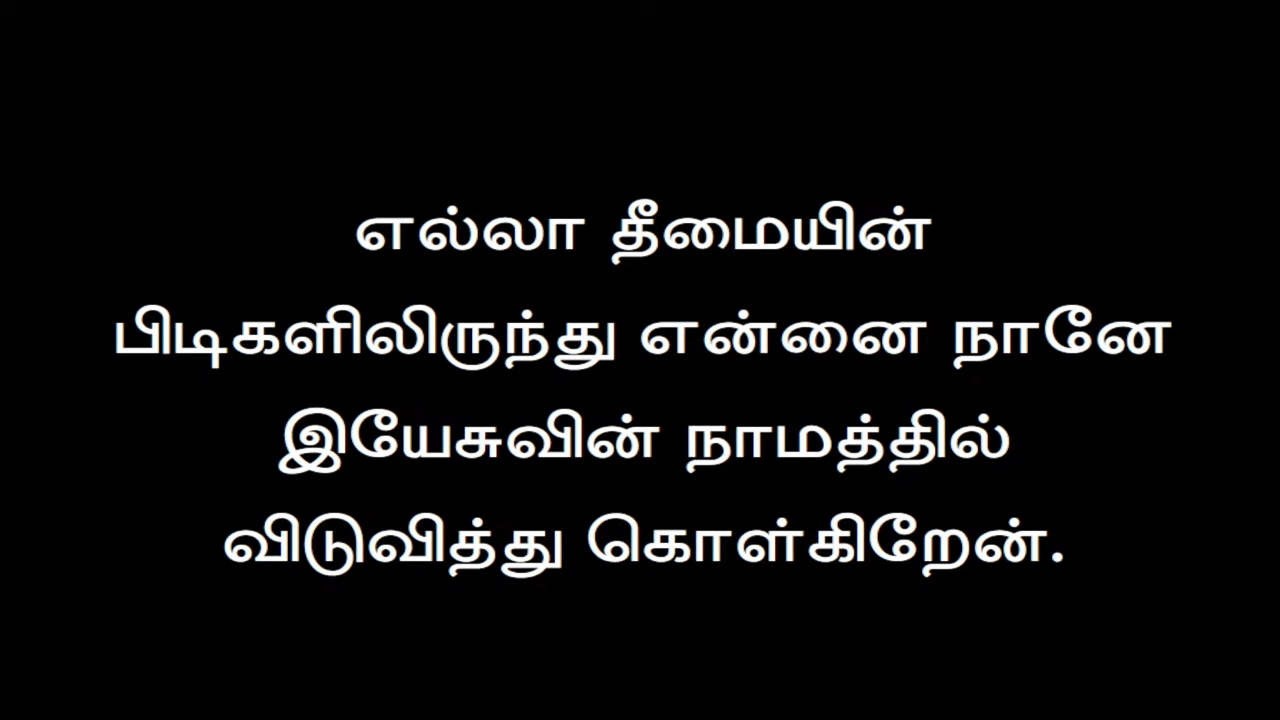 எல்லா தீமையின்
பிடிகளிலிருந்து என்னை நானே
இயேசுவின் நாமத்தில்
விடுவித்து கொள்கிறேன்.